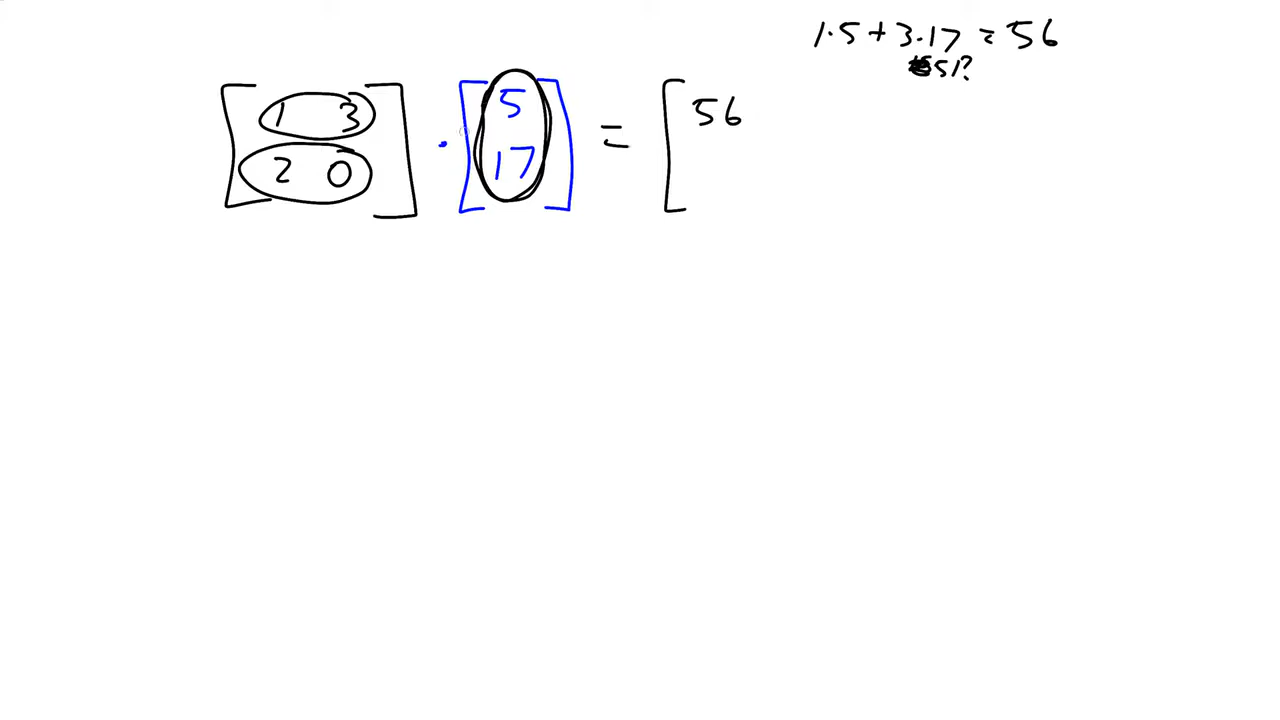 1·5+3·17=56
51?
[1 3] · [5] = [56
[2 0] [17]